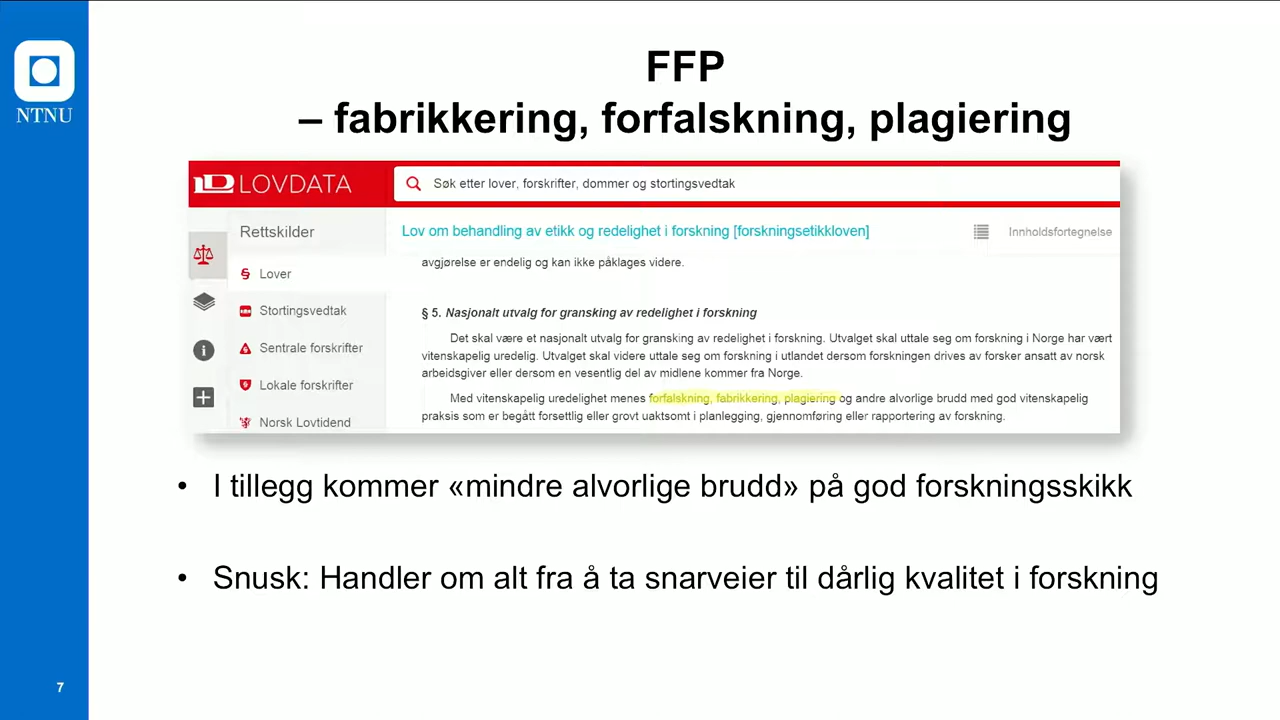 NTNU
FFP
– fabrikkering, forfalskning, plagiering
LOVDATA
Søk etter lover, forskrifter, dommer og stortingsvedtak
Rettskilder
Lover
Stortingsvedtak
Sentrale forskrifter
Lokale forskrifter
Norsk Lovtidend
Lov om behandling av etikk og redelighet i forskning [forskningsetikkloven]
Innholdsfortegnelse
avgjørelse er endelig og kan ikke påklages videre.
§ 5. Nasjonalt utvalg for gransking av redelighet i forskning
Det skal være et nasjonalt utvalg for gransking av redelighet i forskning. Utvalget skal uttale seg om forskning i Norge har vært
vitenskapelig uredelig. Utvalget skal videre uttale seg om forskning i utlandet dersom forskningen drives av forsker ansatt av norsk
arbeidsgiver eller dersom en vesentlig del av midlene kommer fra Norge.
Med vitenskapelig uredelighet menes forfalskning, fabrikkering, plagiering og andre alvorlige brudd med god vitenskapelig
praksis som er begått forsettlig eller grovt uaktsomt i planlegging, gjennomføring eller rapportering av forskning.
• I tillegg kommer «mindre alvorlige brudd» på god forskningsskikk
• Snusk: Handler om alt fra å ta snarveier til dårlig kvalitet i forskning
7